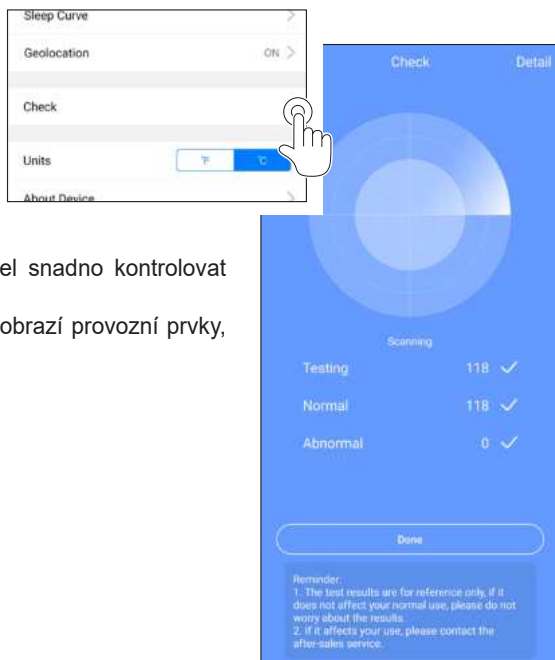 Sleep Curve
Geolocation ON
Check
Units °F °C
About Device
Check Detail
el snadno kontrolovat
obrazí provozní prvky,
Scanning
Testing 118
Normal 118
Abnormal 0
Done
Reminder:
1. The test results are for reference only, if it
does not affect your normal use, please do not
worry about the results.
2. If it affects your use, please contact the
after-sales service.